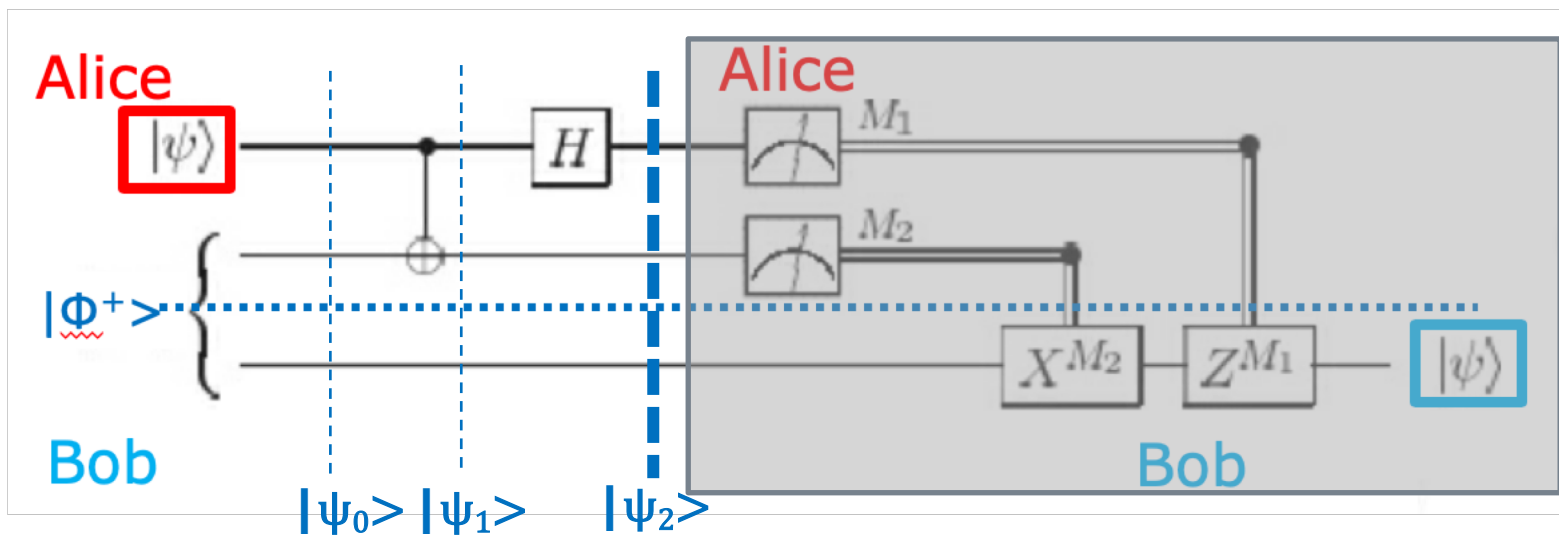 Alice
Alice
|ψ⟩
H
M₁
M₂
|Φ⁺>
X^{M₂}
Z^{M₁}
|ψ⟩
Bob
Bob
|ψ₀>
|ψ₁>
|ψ₂>